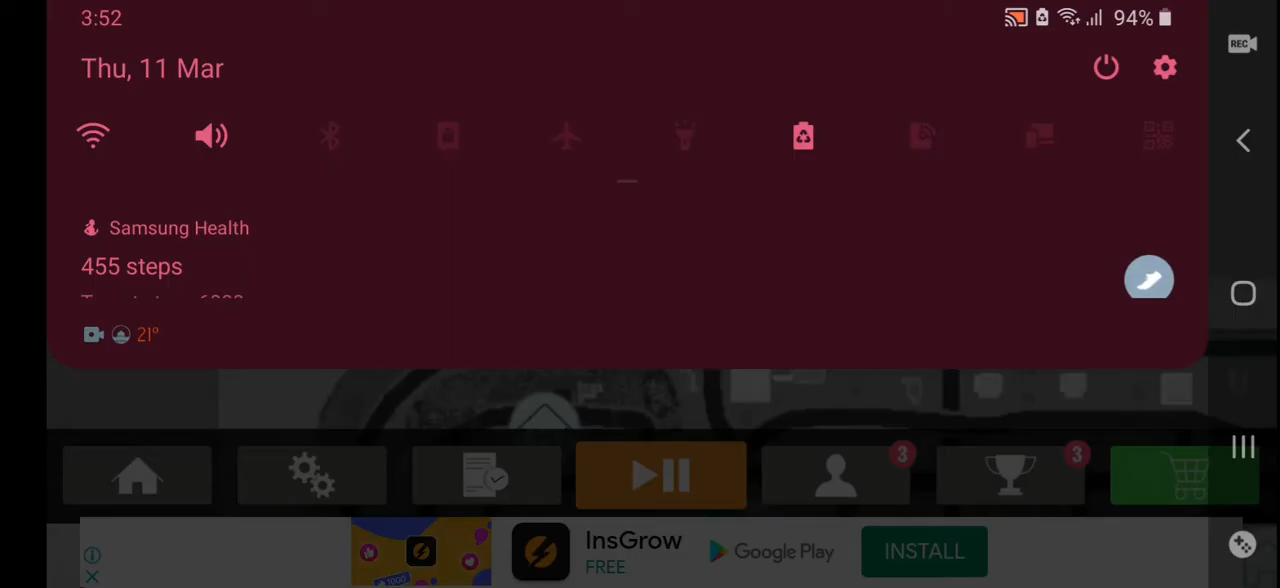 3:52
94%
REC
Thu, 11 Mar
Samsung Health
455 steps
21°
3
3
1000
InsGrow
FREE
Google Play
INSTALL